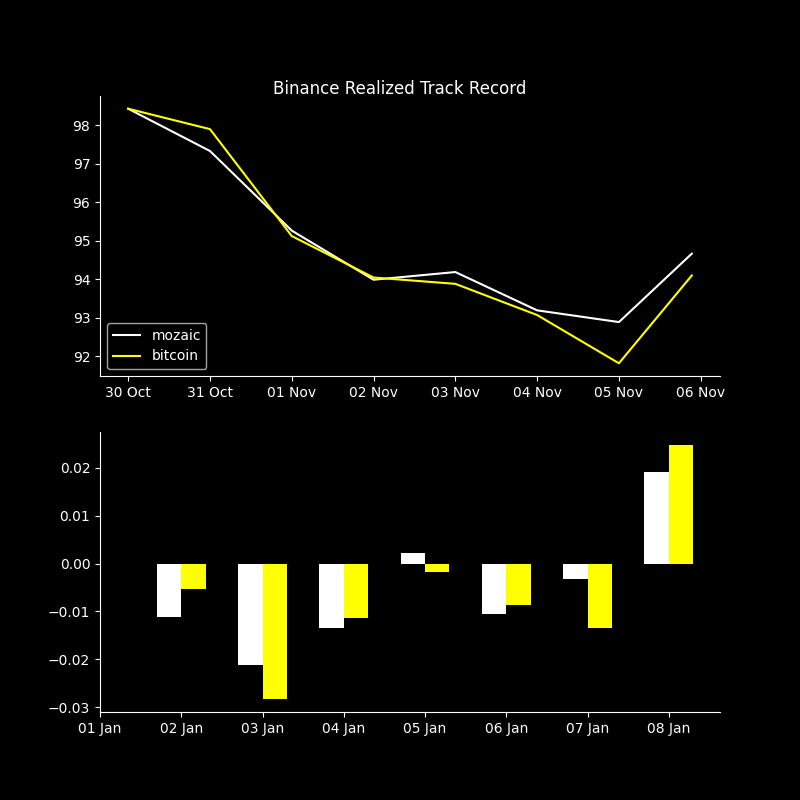 Binance Realized Track Record
98
97
96
95
94
93
92
mozaic
bitcoin
30 Oct 31 Oct 01 Nov 02 Nov 03 Nov 04 Nov 05 Nov 06 Nov
0.02
0.01
0.00
−0.01
−0.02
−0.03
01 Jan 02 Jan 03 Jan 04 Jan 05 Jan 06 Jan 07 Jan 08 Jan